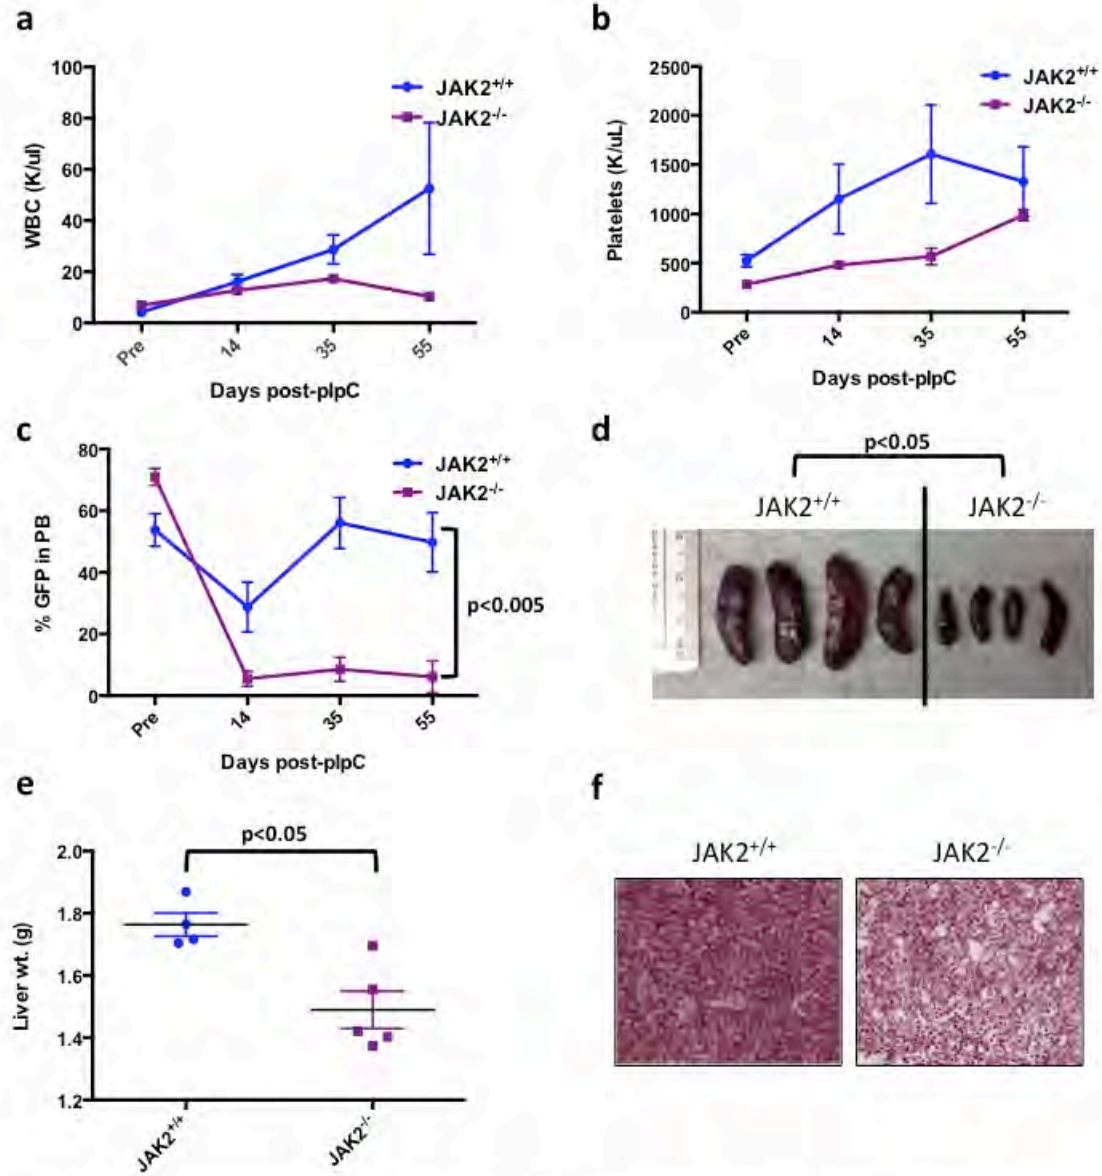 a
100
80
60
40
20
0
WBC (K/ul)
JAK2+/+
JAK2-/-
Pre
14
35
55
Days post-pIpC
b
2500
2000
1500
1000
500
0
Platelets (K/uL)
JAK2+/+
JAK2-/-
Pre
14
35
55
Days post-pIpC
c
80
60
40
20
0
% GFP in PB
JAK2+/+
JAK2-/-
p<0.005
Pre
14
35
55
Days post-pIpC
d
p<0.05
JAK2+/+
JAK2-/-
e
p<0.05
2.0
1.8
1.6
1.4
1.2
Liver wt. (g)
JAK2+/+
JAK2-/-
f
JAK2+/+
JAK2-/-